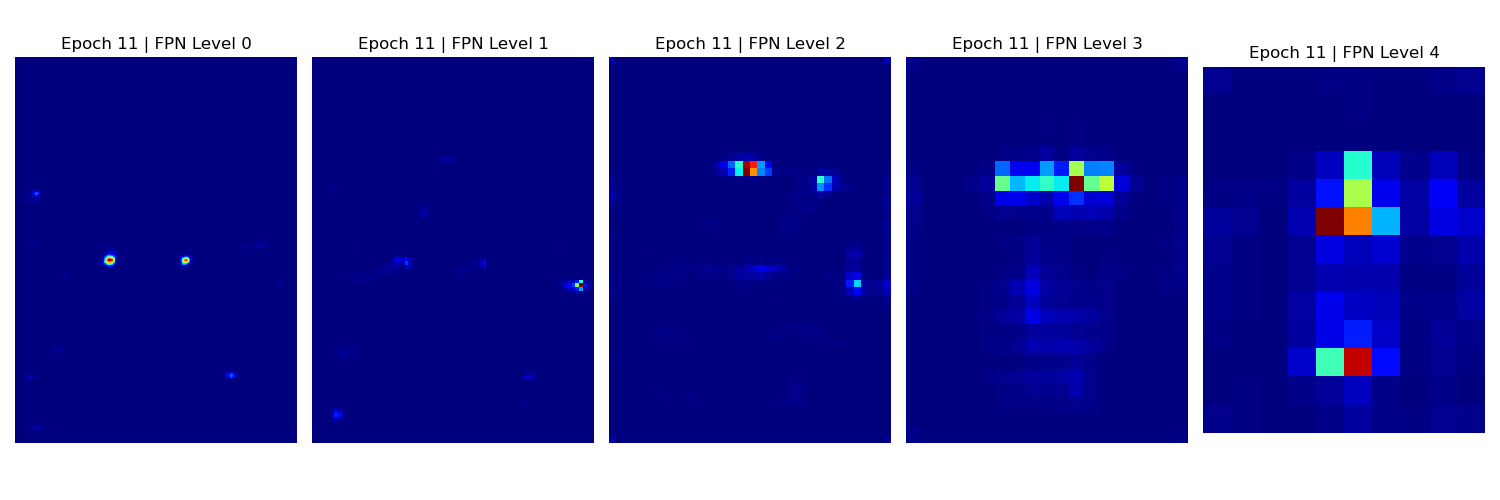 Epoch 11 | FPN Level 0
Epoch 11 | FPN Level 1
Epoch 11 | FPN Level 2
Epoch 11 | FPN Level 3
Epoch 11 | FPN Level 4